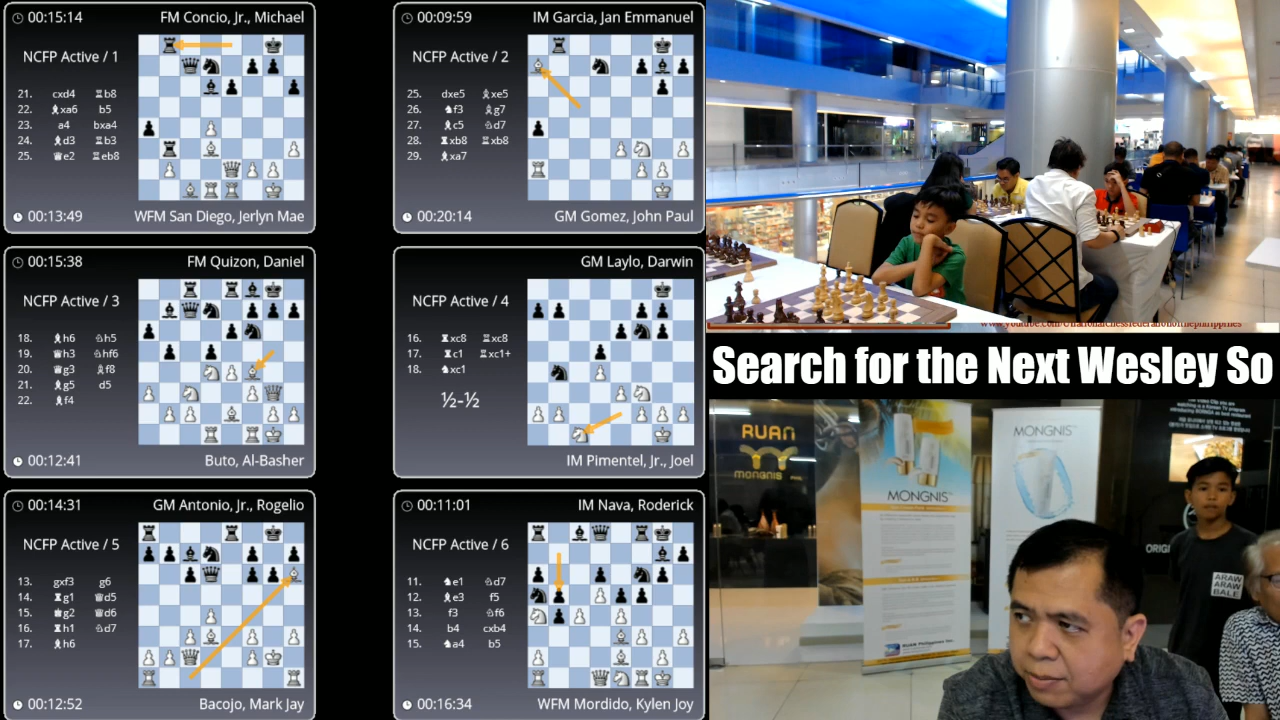 00:15:14 FM Concio, Jr., Michael
NCFP Active / 1
21. cxd4 ♖b8
22. ♝xa6 b5
23. a4 bxa4
24. ♝d3 ♖b3
25. ♛e2 ♖eb8
00:13:49 WFM San Diego, Jerlyn Mae
00:09:59 IM Garcia, Jan Emmanuel
NCFP Active / 2
25. dxe5 ♗xe5
26. ♞f3 ♗g7
27. ♝c5 ♘d7
28. ♜xb8 ♖xb8
29. ♝xa7
00:20:14 GM Gomez, John Paul
00:15:38 FM Quizon, Daniel
NCFP Active / 3
18. ♝h6 ♘h5
19. ♛h3 ♘hf6
20. ♛g3 ♗f8
21. ♝g5 d5
22. ♝f4
00:12:41 Buto, Al-Basher
GM Laylo, Darwin
NCFP Active / 4
16. ♜xc8 ♖xc8
17. ♜c1 ♖xc1+
18. ♞xc1
½-½
IM Pimentel, Jr., Joel
00:14:31 GM Antonio, Jr., Rogelio
NCFP Active / 5
13. gxf3 g6
14. ♜g1 ♕d5
15. ♛g2 ♕d6
16. ♜h1 ♘d7
17. ♝h6
00:12:52 Bacojo, Mark Jay
00:11:01 IM Nava, Roderick
NCFP Active / 6
11. ♞e1 ♘d7
12. ♝e3 f5
13. f3 ♘f6
14. b4 cxb4
15. ♞a4 b5
00:16:34 WFM Mordido, Kylen Joy
Search for the Next Wesley So
RUAN
MONGNIS
MONGNIS
MONGNIS
ORIG
ARAW
ARAW
BALE